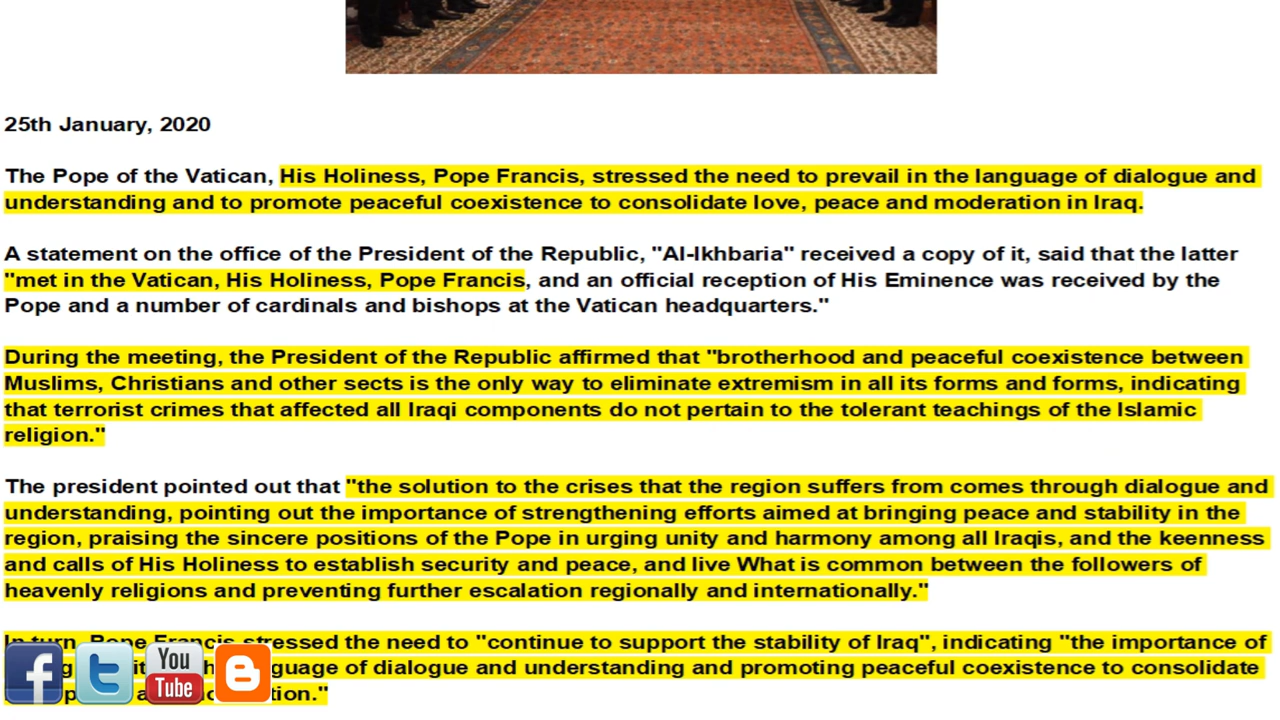 25th January, 2020
The Pope of the Vatican, His Holiness, Pope Francis, stressed the need to prevail in the language of dialogue and
understanding and to promote peaceful coexistence to consolidate love, peace and moderation in Iraq.
A statement on the office of the President of the Republic, "Al-Ikhbaria" received a copy of it, said that the latter
"met in the Vatican, His Holiness, Pope Francis, and an official reception of His Eminence was received by the
Pope and a number of cardinals and bishops at the Vatican headquarters."
During the meeting, the President of the Republic affirmed that "brotherhood and peaceful coexistence between
Muslims, Christians and other sects is the only way to eliminate extremism in all its forms and forms, indicating
that terrorist crimes that affected all Iraqi components do not pertain to the tolerant teachings of the Islamic
religion."
The president pointed out that "the solution to the crises that the region suffers from comes through dialogue and
understanding, pointing out the importance of strengthening efforts aimed at bringing peace and stability in the
region, praising the sincere positions of the Pope in urging unity and harmony among all Iraqis, and the keenness
and calls of His Holiness to establish security and peace, and live What is common between the followers of
heavenly religions and preventing further escalation regionally and internationally."
In turn, Pope Francis stressed the need to "continue to support the stability of Iraq", indicating "the importance of
of dialogue and understanding and promoting peaceful coexistence to consolidate
You
Tube